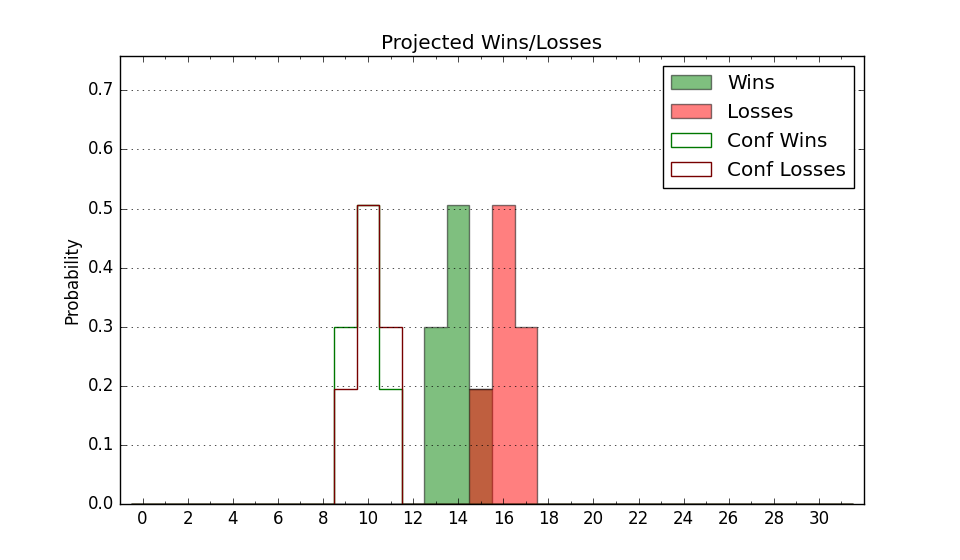 Projected Wins/Losses
Wins
Losses
Conf Wins
Conf Losses
Probability
0.7
0.6
0.5
0.4
0.3
0.2
0.1
0.0
0 2 4 6 8 10 12 14 16 18 20 22 24 26 28 30